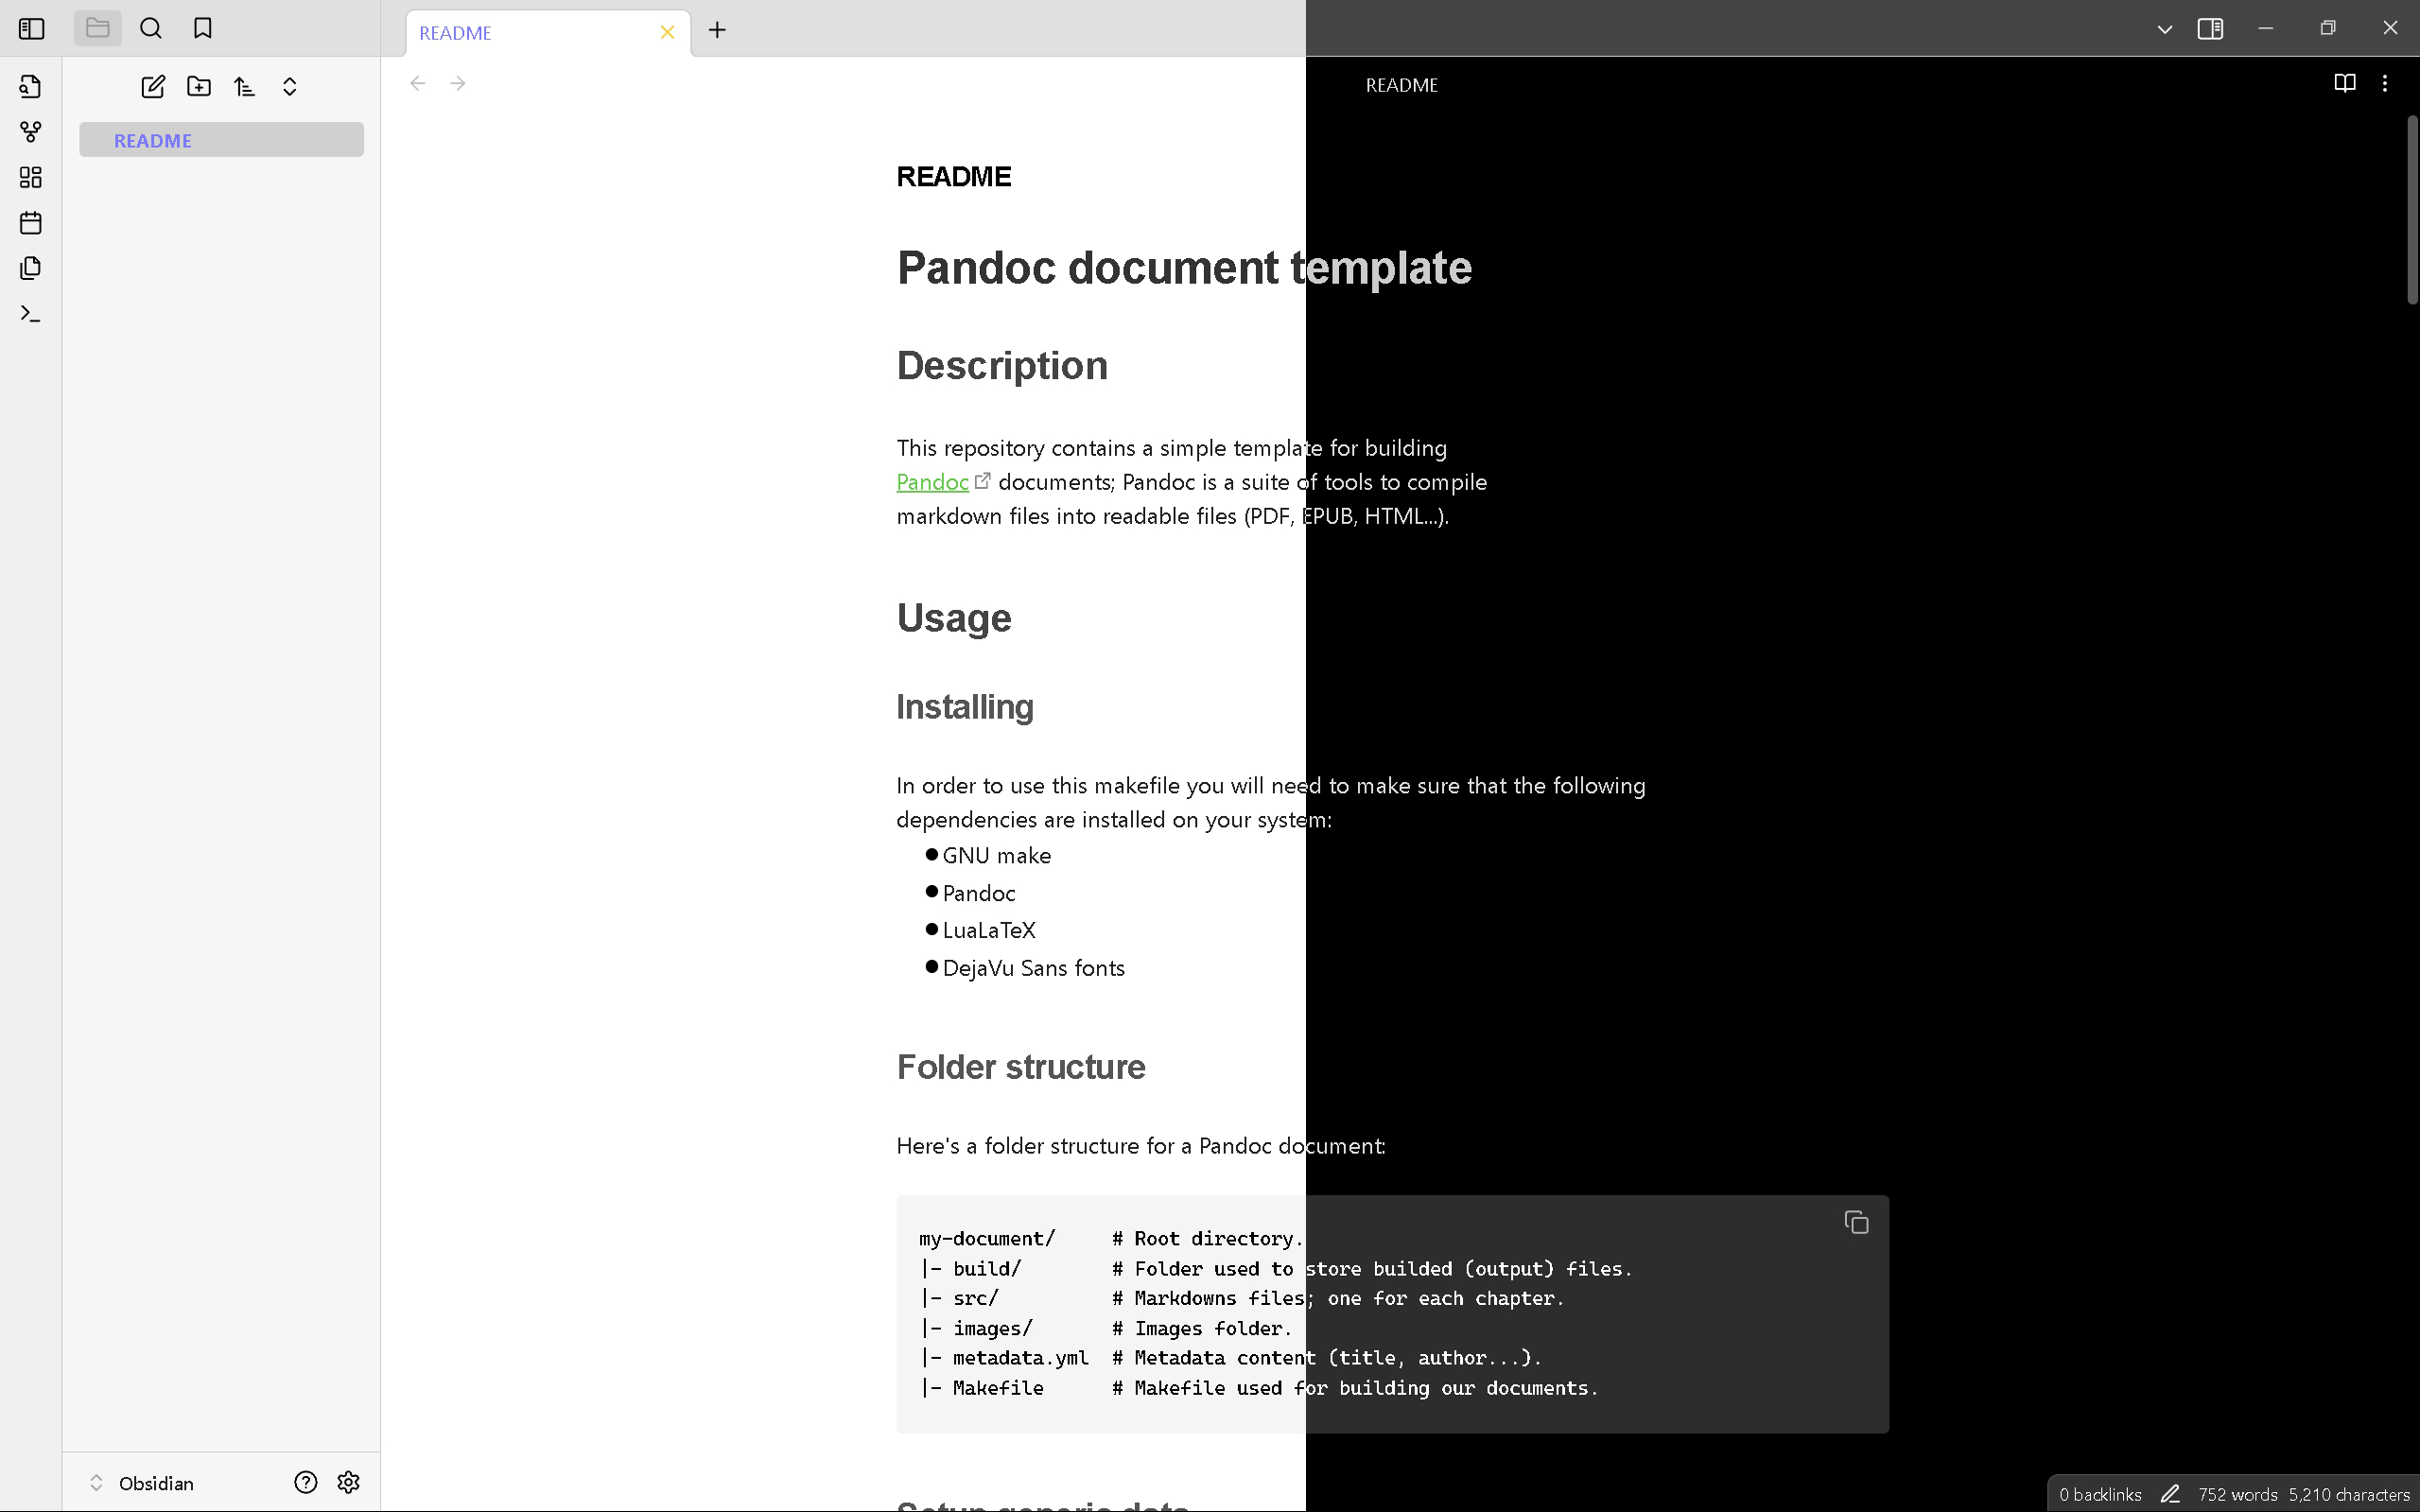 README
README
README
README
Pandoc document template
Description
This repository contains a simple template for building
Pandoc documents; Pandoc is a suite of tools to compile
markdown files into readable files (PDF, EPUB, HTML...).
Usage
Installing
In order to use this makefile you will need to make sure that the following
dependencies are installed on your system:
GNU make
Pandoc
LuaLaTeX
DejaVu Sans fonts
Folder structure
Here's a folder structure for a Pandoc document:
my-document/ # Root directory.
|- build/ # Folder used to store builded (output) files.
|- src/ # Markdowns files; one for each chapter.
|- images/ # Images folder.
|- metadata.yml # Metadata content (title, author...).
|- Makefile # Makefile used for building our documents.
Setup generic data
Obsidian
0 backlinks 752 words 5,210 characters